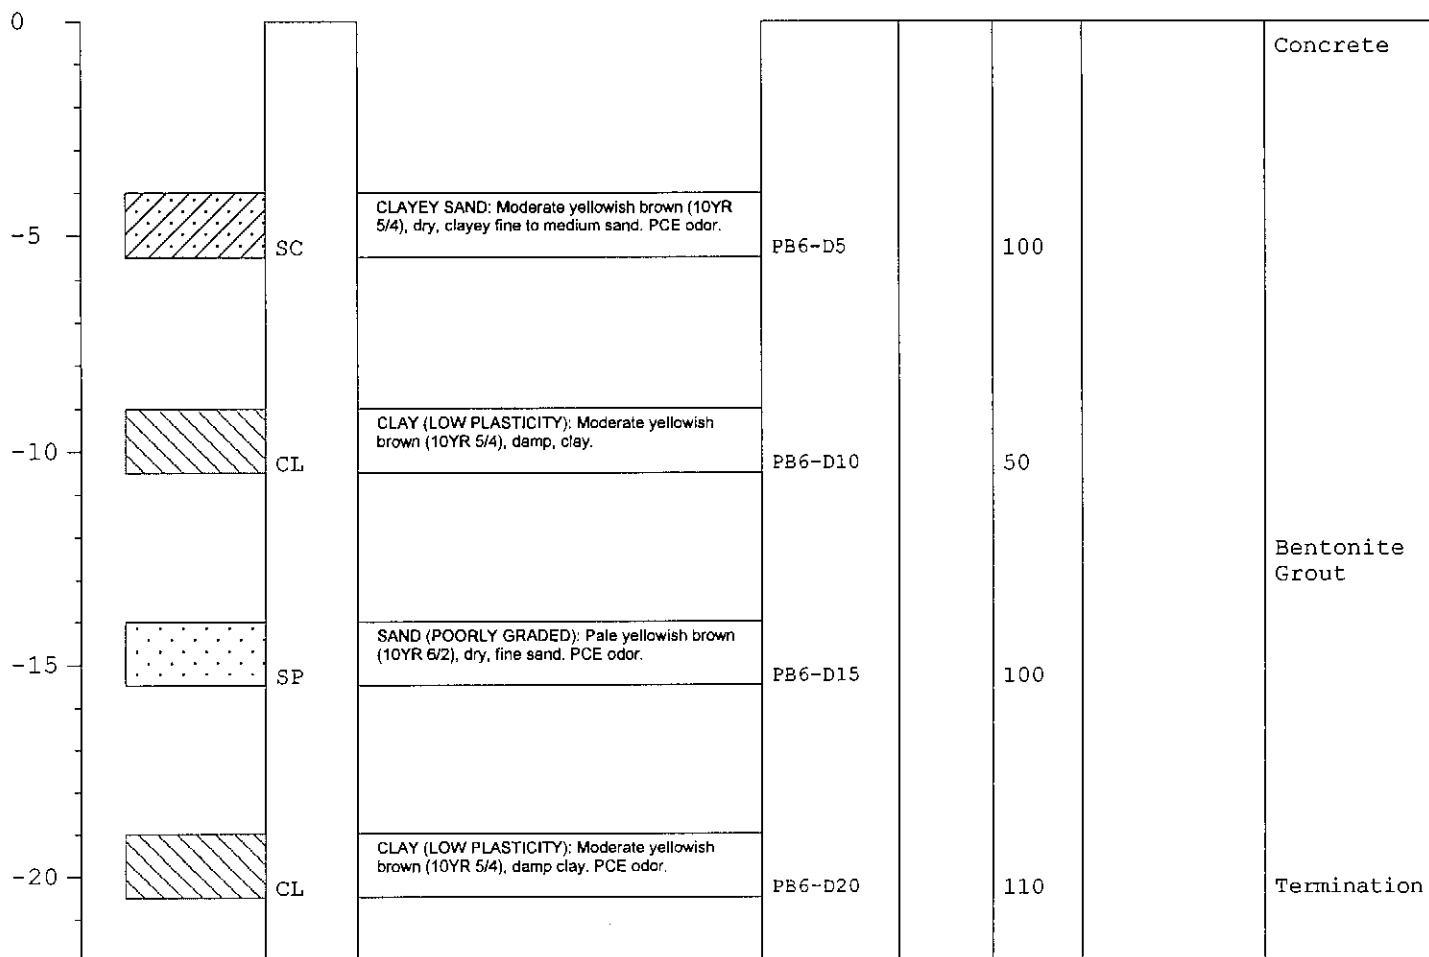 0
Concrete
CLAYEY SAND: Moderate yellowish brown (10YR
5/4), dry, clayey fine to medium sand. PCE odor.
-5
SC
PB6-D5
100
CLAY (LOW PLASTICITY): Moderate yellowish
brown (10YR 5/4), damp, clay.
-10
CL
PB6-D10
50
Bentonite
Grout
SAND (POORLY GRADED): Pale yellowish brown
(10YR 6/2), dry, fine sand. PCE odor.
-15
SP
PB6-D15
100
CLAY (LOW PLASTICITY): Moderate yellowish
brown (10YR 5/4), damp clay. PCE odor.
-20
CL
PB6-D20
110
Termination